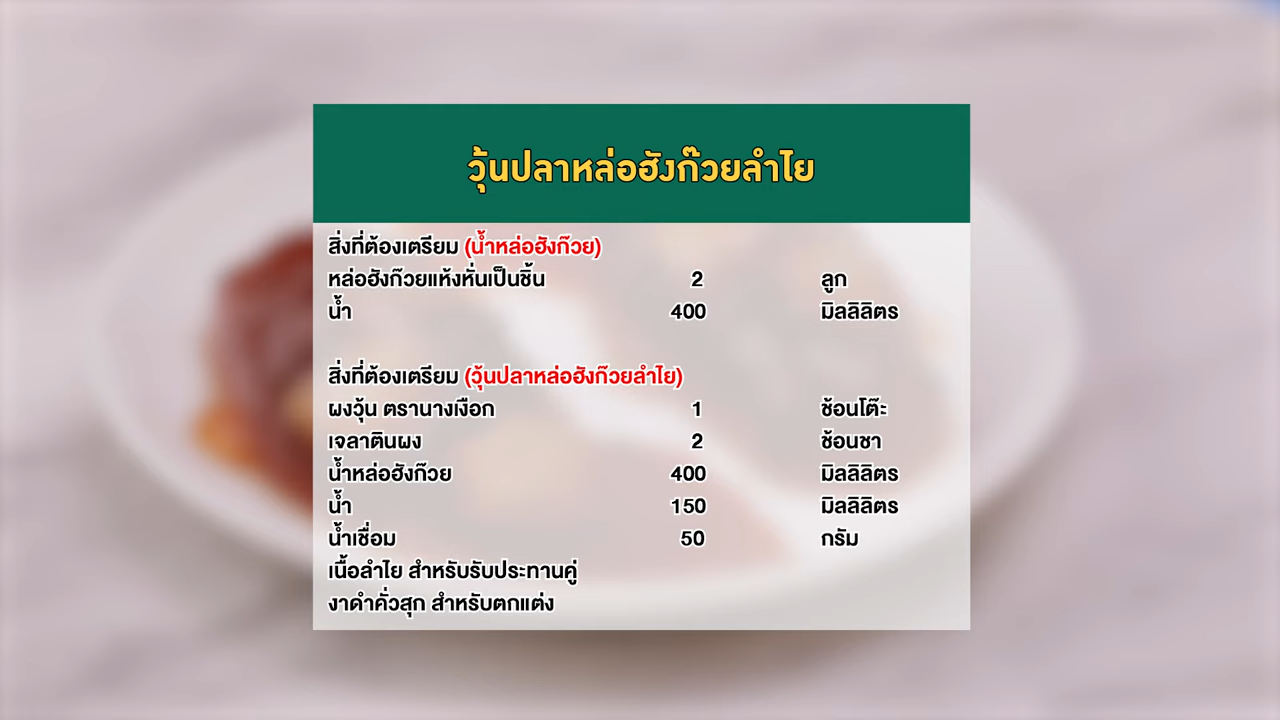 วุ้นปลาหล่อฮังก๊วยลำไย
สิ่งที่ต้องเตรียม (น้ำหล่อฮังก๊วย)
หล่อฮังก๊วยแห้งหั่นเป็นชิ้น 2 ลูก
น้ำ 400 มิลลิลิตร
สิ่งที่ต้องเตรียม (วุ้นปลาหล่อฮังก๊วยลำไย)
ผงวุ้น ตรานางเงือก 1 ช้อนโต๊ะ
เจลาตินผง 2 ช้อนชา
น้ำหล่อฮังก๊วย 400 มิลลิลิตร
น้ำ 150 มิลลิลิตร
น้ำเชื่อม 50 กรัม
เนื้อลำไย สำหรับรับประทานคู่
งาดำคั่วสุก สำหรับตกแต่ง